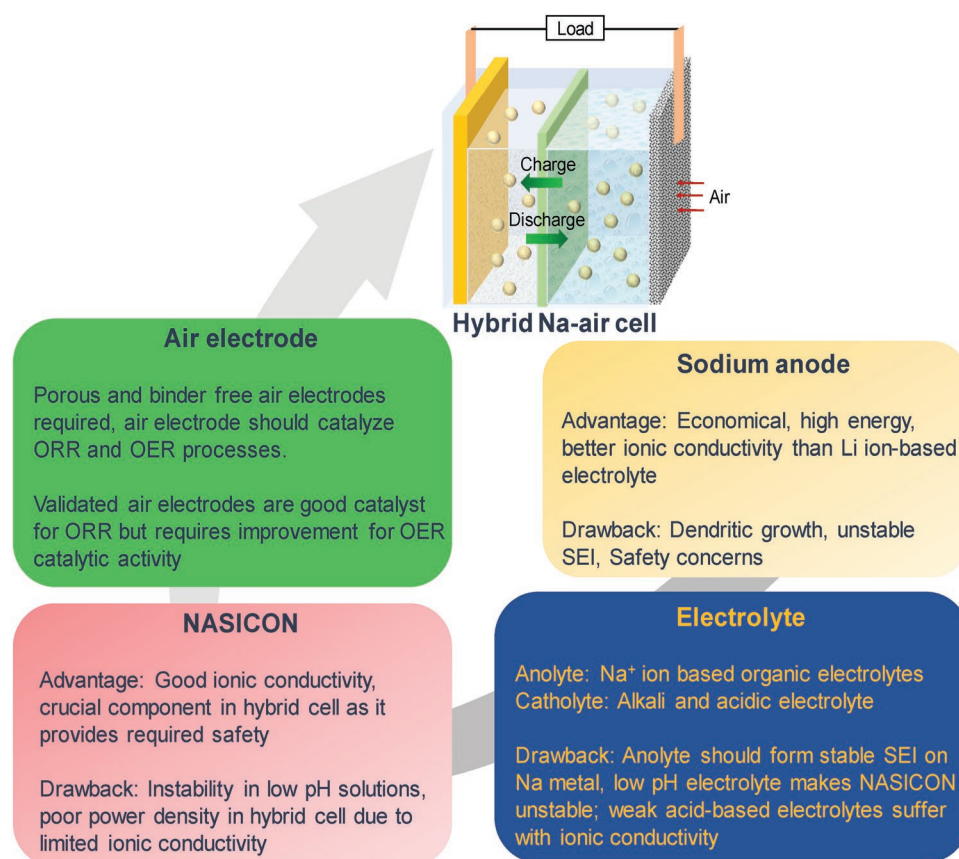 Load
Charge
Discharge
Air
Hybrid Na-air cell
Air electrode
Porous and binder free air electrodes
required, air electrode should catalyze
ORR and OER processes.
Validated air electrodes are good catalyst
for ORR but requires improvement for OER
catalytic activity
Sodium anode
Advantage: Economical, high energy,
better ionic conductivity than Li ion-based
electrolyte
Drawback: Dendritic growth, unstable
SEI, Safety concerns
NASICON
Advantage: Good ionic conductivity,
crucial component in hybrid cell as it
provides required safety
Drawback: Instability in low pH solutions,
poor power density in hybrid cell due to
limited ionic conductivity
Electrolyte
Anolyte: Na⁺ ion based organic electrolytes
Catholyte: Alkali and acidic electrolyte
Drawback: Anolyte should form stable SEI on
Na metal, low pH electrolyte makes NASICON
unstable; weak acid-based electrolytes suffer
with ionic conductivity